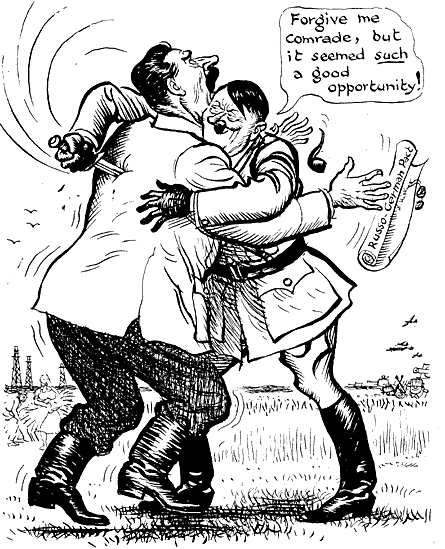 Forgive me
Comrade, but
it seemed such
a good
opportunity!
Russo-German Pact